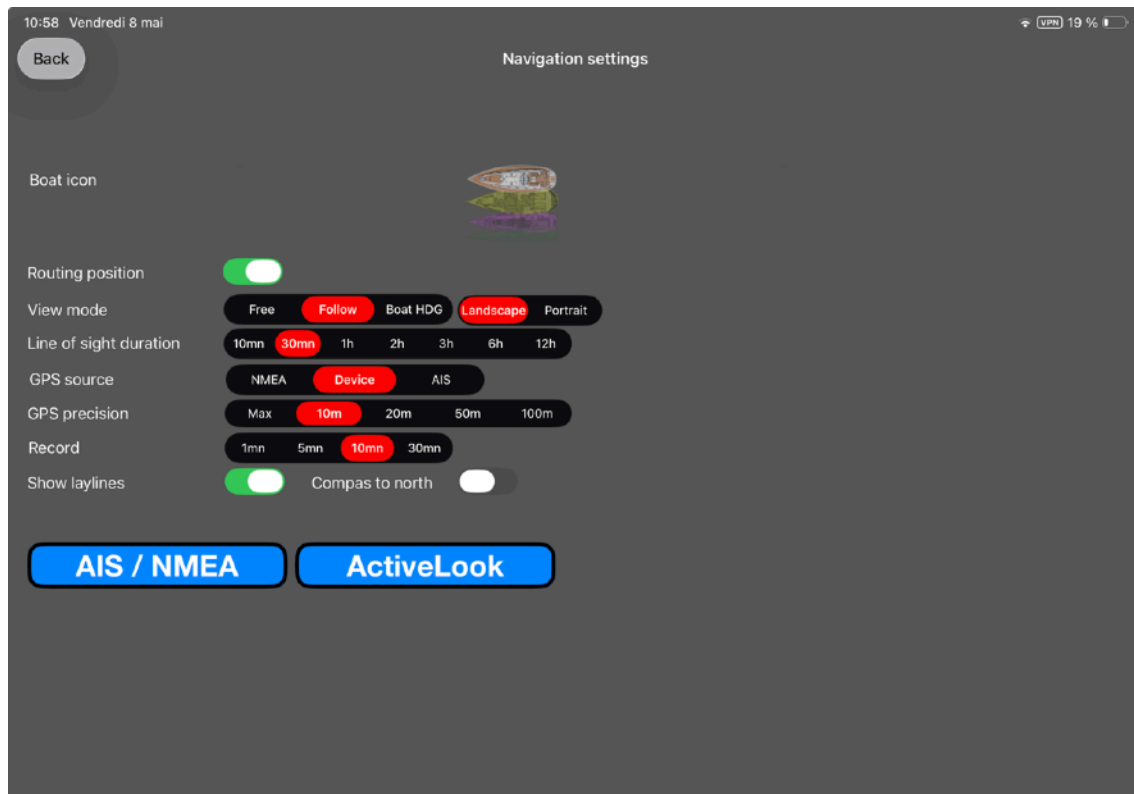 10:58 Vendredi 8 mai VPN 19 %
Back Navigation settings
Boat icon
Routing position
View mode Free Follow Boat HDG Landscape Portrait
Line of sight duration 10mn 30mn 1h 2h 3h 6h 12h
GPS source NMEA Device AIS
GPS precision Max 10m 20m 50m 100m
Record 1mn 5mn 10mn 30mn
Show laylines Compas to north
AIS / NMEA ActiveLook